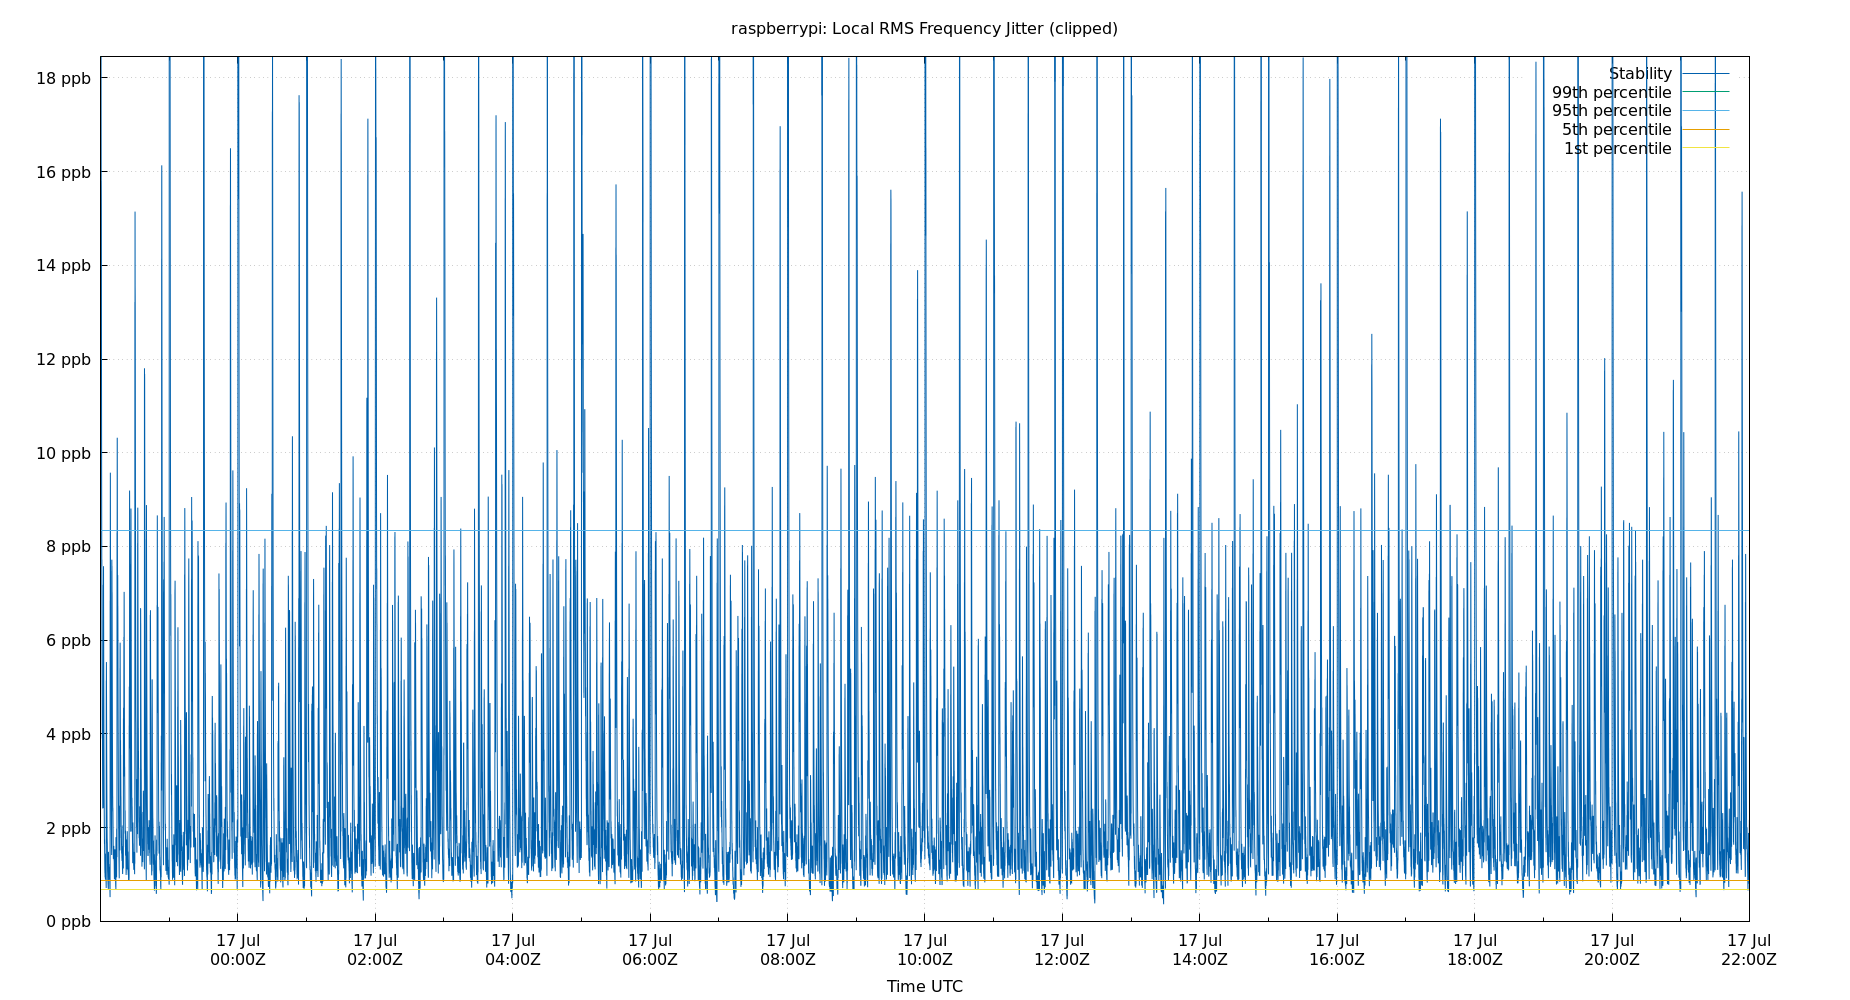 raspberrypi: Local RMS Frequency Jitter (clipped)
18 ppb
16 ppb
14 ppb
12 ppb
10 ppb
8 ppb
6 ppb
4 ppb
2 ppb
0 ppb
Stability
99th percentile
95th percentile
5th percentile
1st percentile
17 Jul 17 Jul 17 Jul 17 Jul 17 Jul 17 Jul 17 Jul 17 Jul 17 Jul 17 Jul 17 Jul 17 Jul
00:00Z 02:00Z 04:00Z 06:00Z 08:00Z 10:00Z 12:00Z 14:00Z 16:00Z 18:00Z 20:00Z 22:00Z
Time UTC